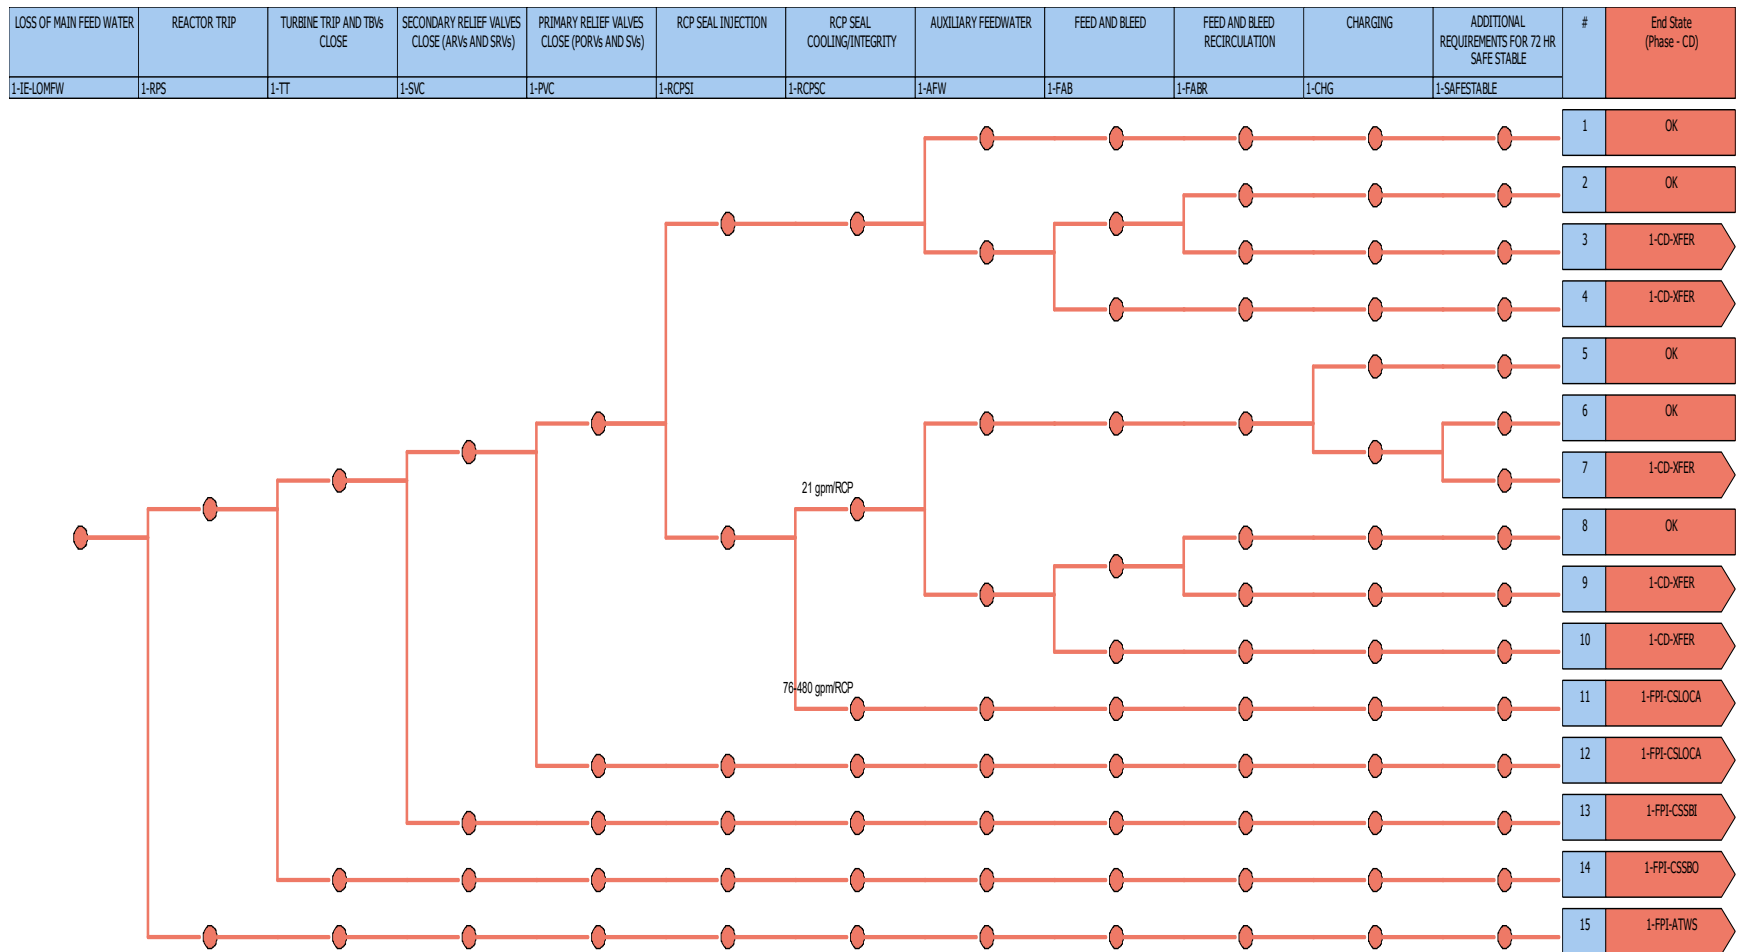 LOSS OF MAIN FEED WATER
REACTOR TRIP
TURBINE TRIP AND TBVs
CLOSE
SECONDARY RELIEF VALVES
CLOSE (ARVs AND SRVs)
PRIMARY RELIEF VALVES
CLOSE (PORVs AND SVs)
RCP SEAL INJECTION
RCP SEAL
COOLING/INTEGRITY
AUXILIARY FEEDWATER
FEED AND BLEED
FEED AND BLEED
RECIRCULATION
CHARGING
ADDITIONAL
REQUIREMENTS FOR 72 HR
SAFE STABLE
#
End State
(Phase - CD)
1-IE-LOMFW
1-RPS
1-TT
1-SVC
1-PVC
1-RCPSI
1-RCPSC
1-AFW
1-FAB
1-FABR
1-CHG
1-SAFESTABLE
1
OK
2
OK
3
1-CD-XFER
4
1-CD-XFER
5
OK
6
OK
7
1-CD-XFER
21 gpm/RCP
8
OK
9
1-CD-XFER
10
1-CD-XFER
76-480 gpm/RCP
11
1-FPI-CSLOCA
12
1-FPI-CSLOCA
13
1-FPI-CSSBI
14
1-FPI-CSSBO
15
1-FPI-ATWS